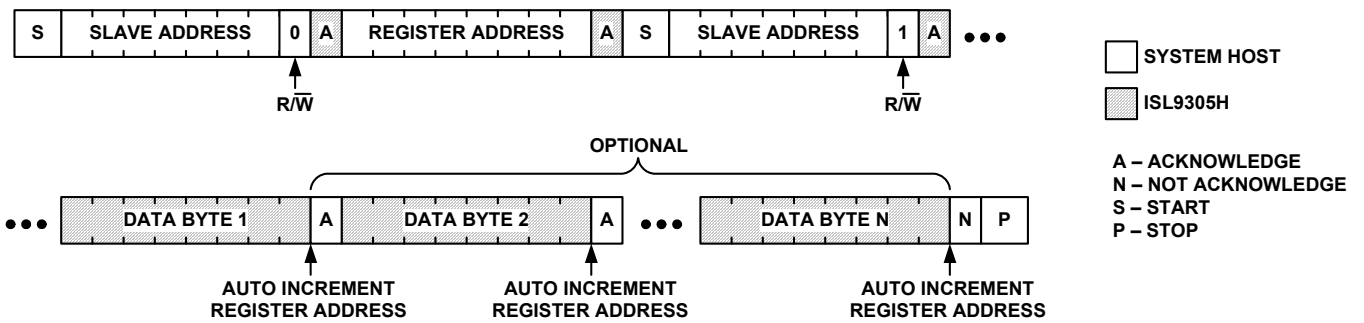 S SLAVE ADDRESS 0 A REGISTER ADDRESS A S SLAVE ADDRESS 1 A •••
R/W̅ R/W̅
SYSTEM HOST
ISL9305H
A – ACKNOWLEDGE
N – NOT ACKNOWLEDGE
S – START
P – STOP
OPTIONAL
••• DATA BYTE 1 A DATA BYTE 2 A ••• DATA BYTE N N P
AUTO INCREMENT AUTO INCREMENT AUTO INCREMENT
REGISTER ADDRESS REGISTER ADDRESS REGISTER ADDRESS